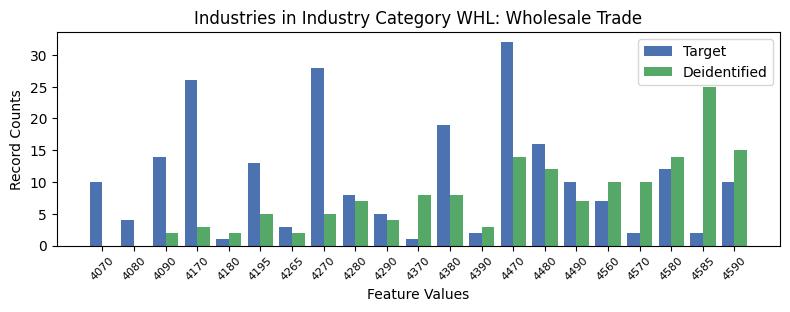 Industries in Industry Category WHL: Wholesale Trade
Target
Deidentified
Record Counts
30
25
20
15
10
5
0
4070 4080 4090 4170 4180 4195 4265 4270 4280 4290 4370 4380 4390 4470 4480 4490 4560 4570 4580 4585 4590
Feature Values